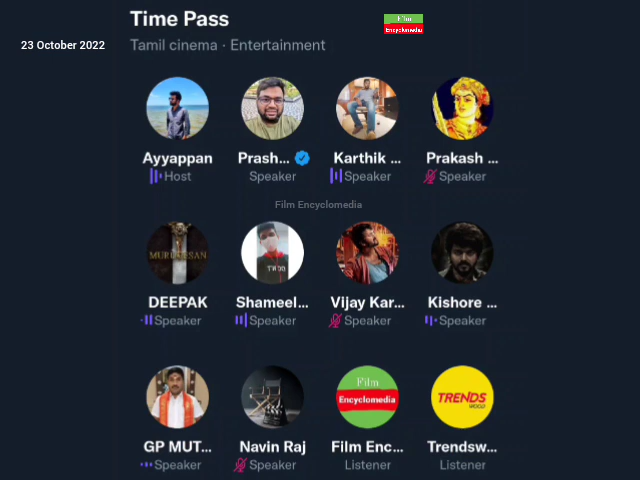 Time Pass
Film
Encyclomedia
23 October 2022
Tamil cinema · Entertainment
Ayyappan
Prash...
Karthik ...
Prakash ...
Host
Speaker
Speaker
Speaker
Film Encyclomedia
MURUGESAN
DEEPAK
Shameel...
Vijay Kar...
Kishore ...
Speaker
Speaker
Speaker
Speaker
Film
Encyclomedia
TRENDS
WOOD
GP MUT...
Navin Raj
Film Enc...
Trendsw...
Speaker
Speaker
Listener
Listener